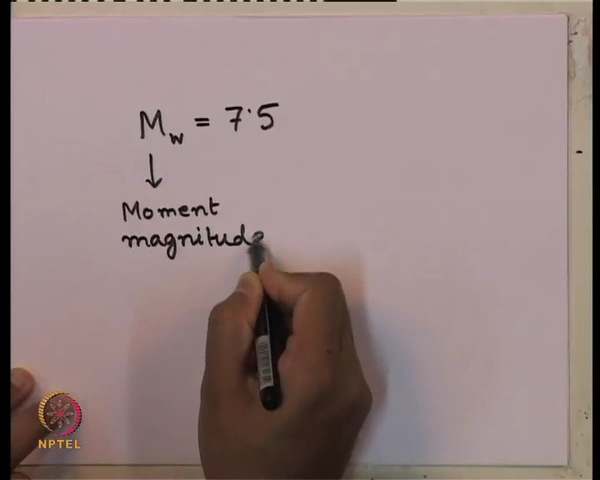 Mw = 7.5
↓
Moment
magnitude
NPTEL